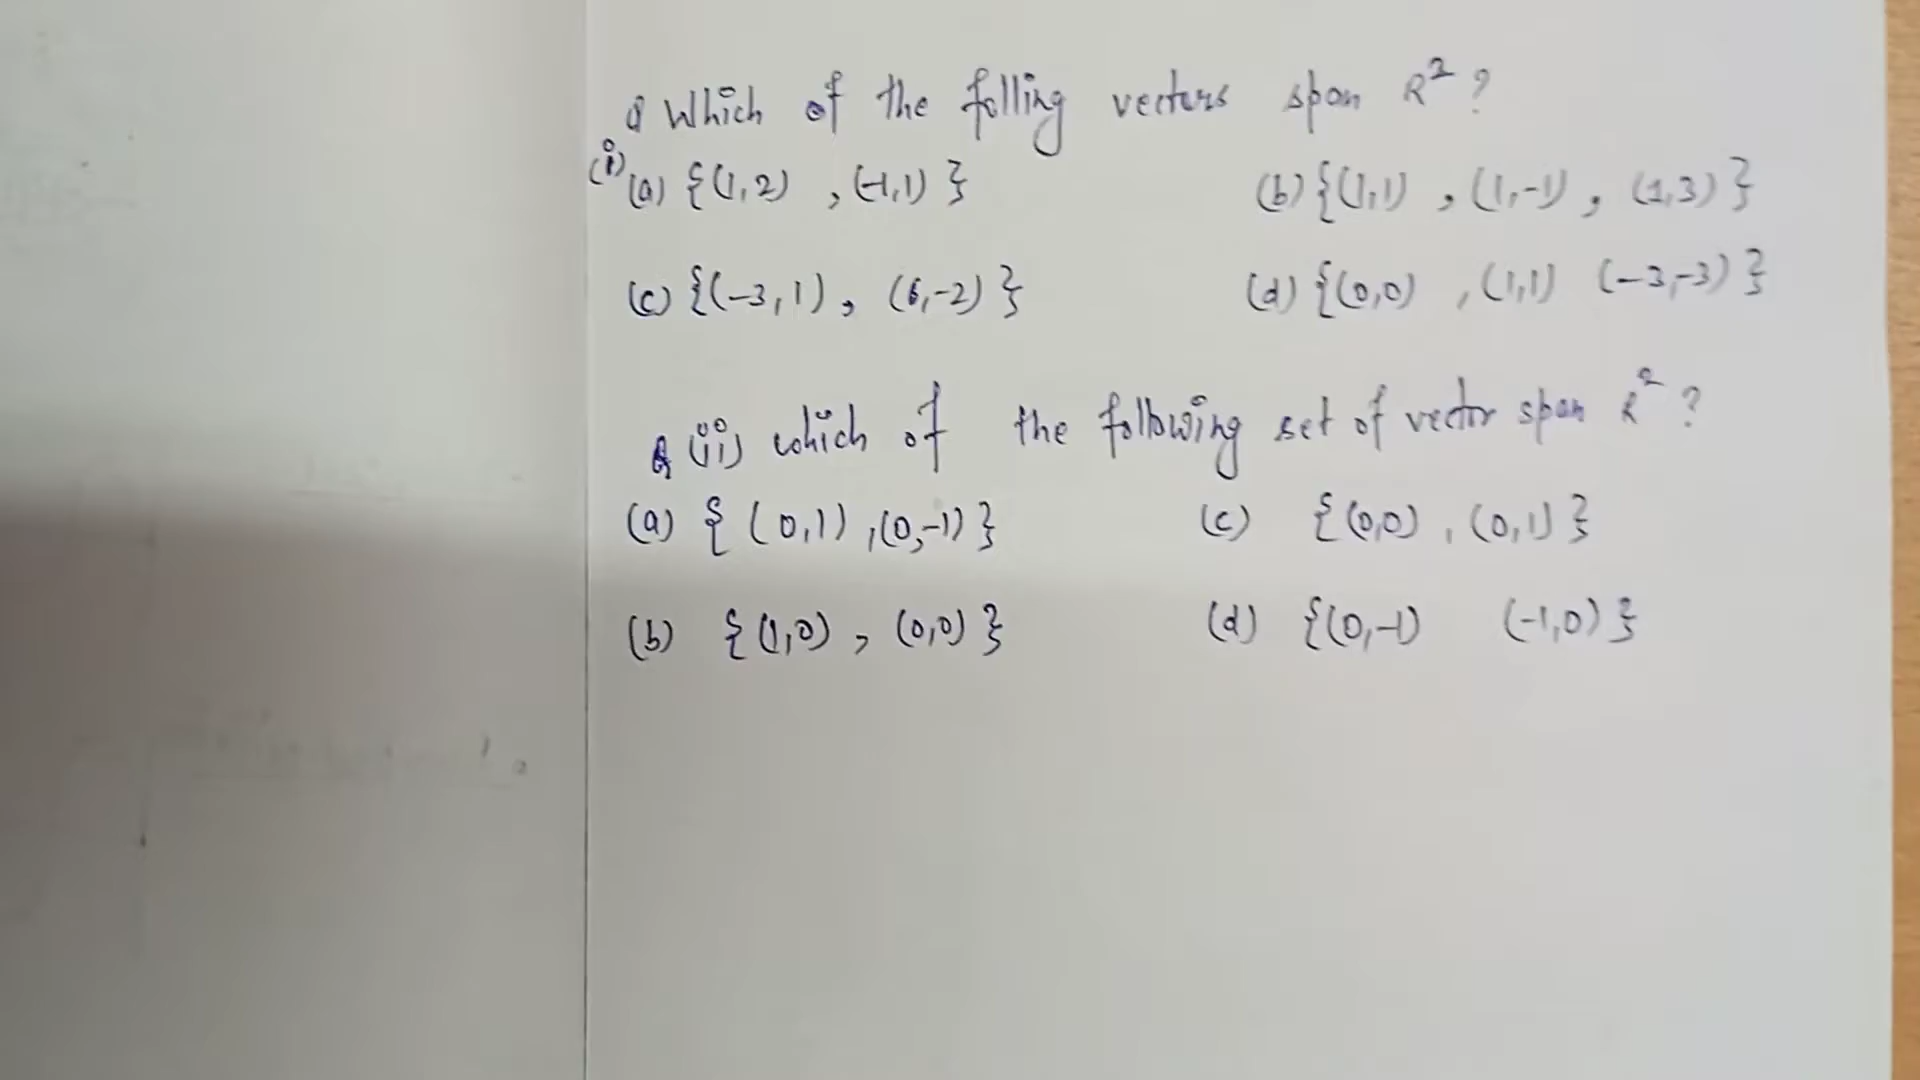 Q Which of the folling vectors span R²?
(i) (a) {(1,2) , (-1,1) } (b) {(1,1) , (1,-1) , (1,3) }
(c) {(-3,1) , (6,-2) } (d) {(0,0) , (1,1) (-3,-3) }
Q (ii) which of the following set of vector span R²?
(a) { (0,1) , (0,-1) } (c) { (0,0) , (0,1) }
(b) { (1,0) , (0,0) } (d) {(0,-1) (-1,0) }